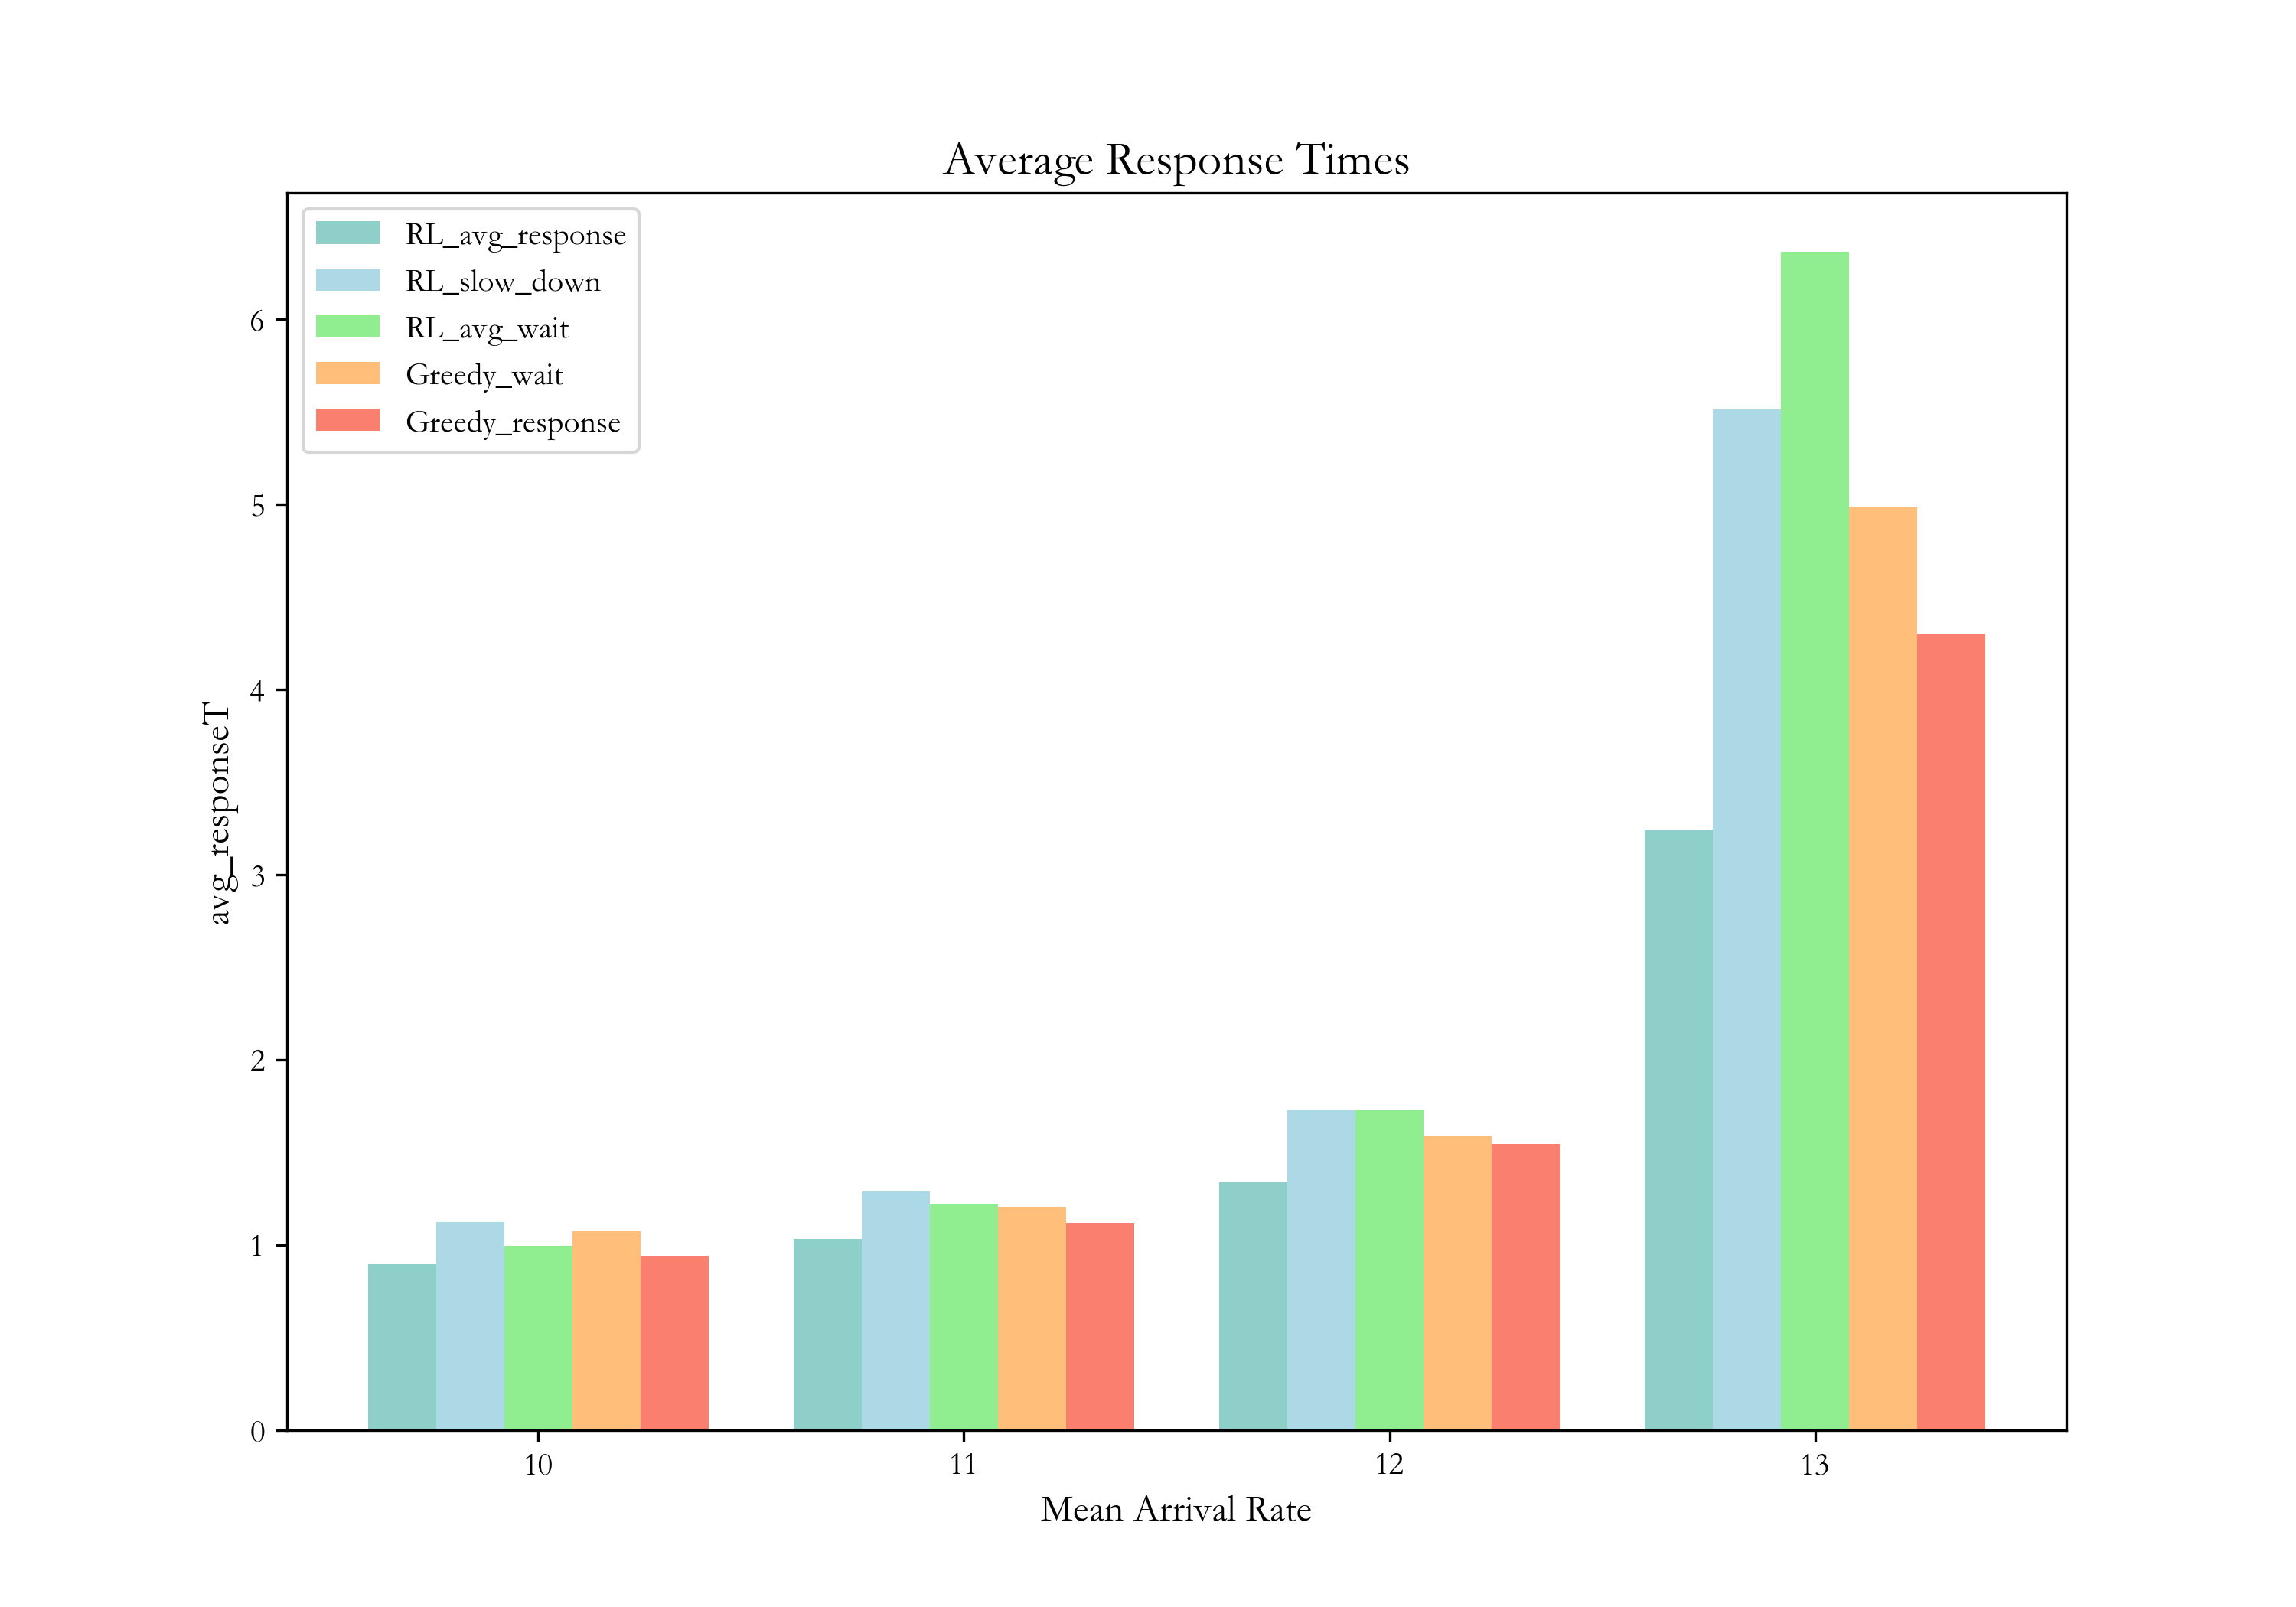 Average Response Times
RL_avg_response
RL_slow_down
RL_avg_wait
Greedy_wait
Greedy_response
6
5
4
3
2
1
0
avg_responseT
10 11 12 13
Mean Arrival Rate